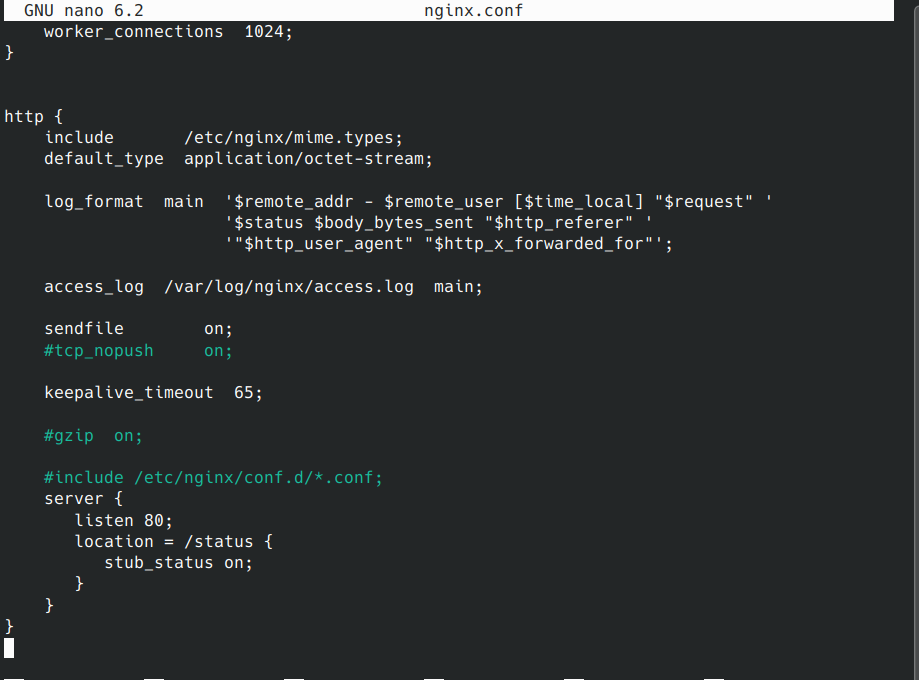 GNU nano 6.2 nginx.conf
    worker_connections  1024;
}
http {
    include       /etc/nginx/mime.types;
    default_type  application/octet-stream;
    log_format  main  '$remote_addr - $remote_user [$time_local] "$request" '
                      '$status $body_bytes_sent "$http_referer" '
                      '"$http_user_agent" "$http_x_forwarded_for"';
    access_log  /var/log/nginx/access.log  main;
    sendfile        on;
    #tcp_nopush     on;
    keepalive_timeout  65;
    #gzip  on;
    #include /etc/nginx/conf.d/*.conf;
    server {
       listen 80;
       location = /status {
          stub_status on;
       }
    }
}